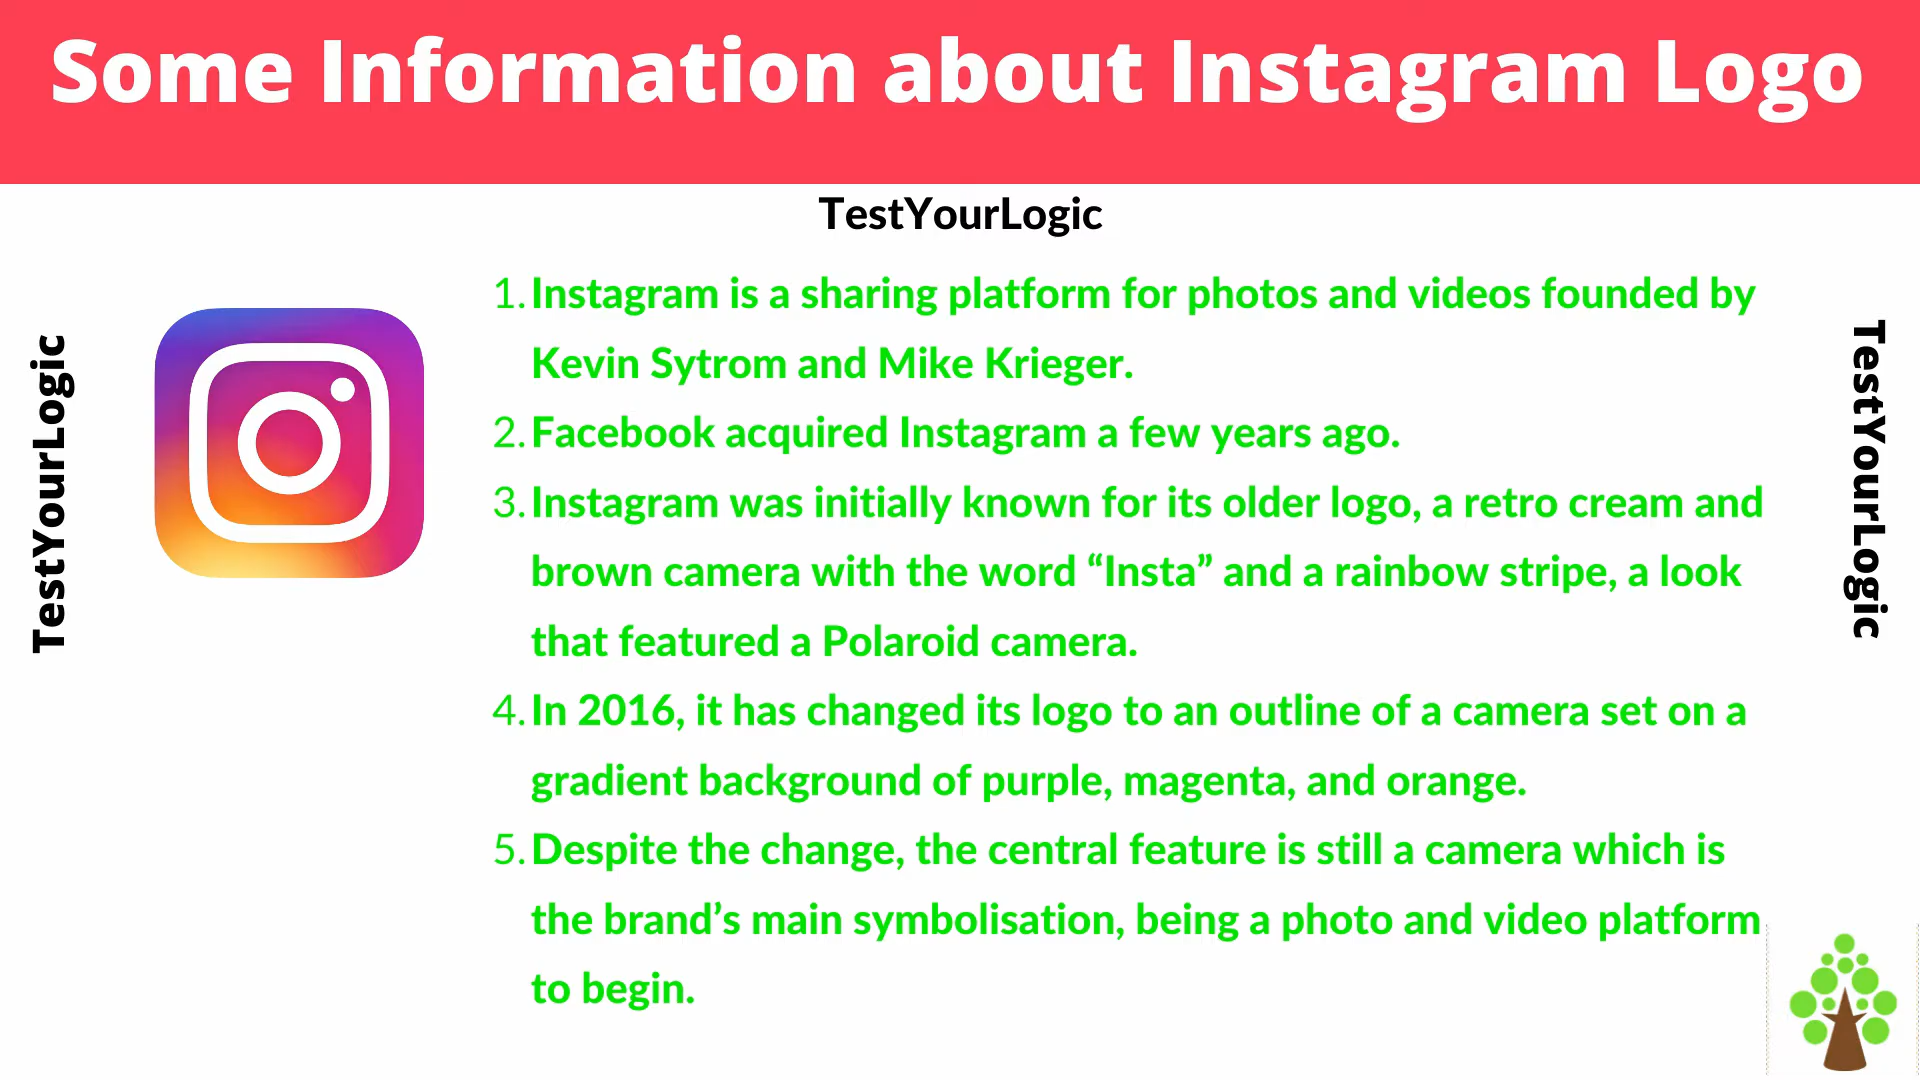 Some Information about Instagram Logo
TestYourLogic
TestYourLogic
1. Instagram is a sharing platform for photos and videos founded by
Kevin Sytrom and Mike Krieger.
2. Facebook acquired Instagram a few years ago.
3. Instagram was initially known for its older logo, a retro cream and
brown camera with the word “Insta” and a rainbow stripe, a look
that featured a Polaroid camera.
4. In 2016, it has changed its logo to an outline of a camera set on a
gradient background of purple, magenta, and orange.
5. Despite the change, the central feature is still a camera which is
the brand’s main symbolisation, being a photo and video platform
to begin.
TestYourLogic